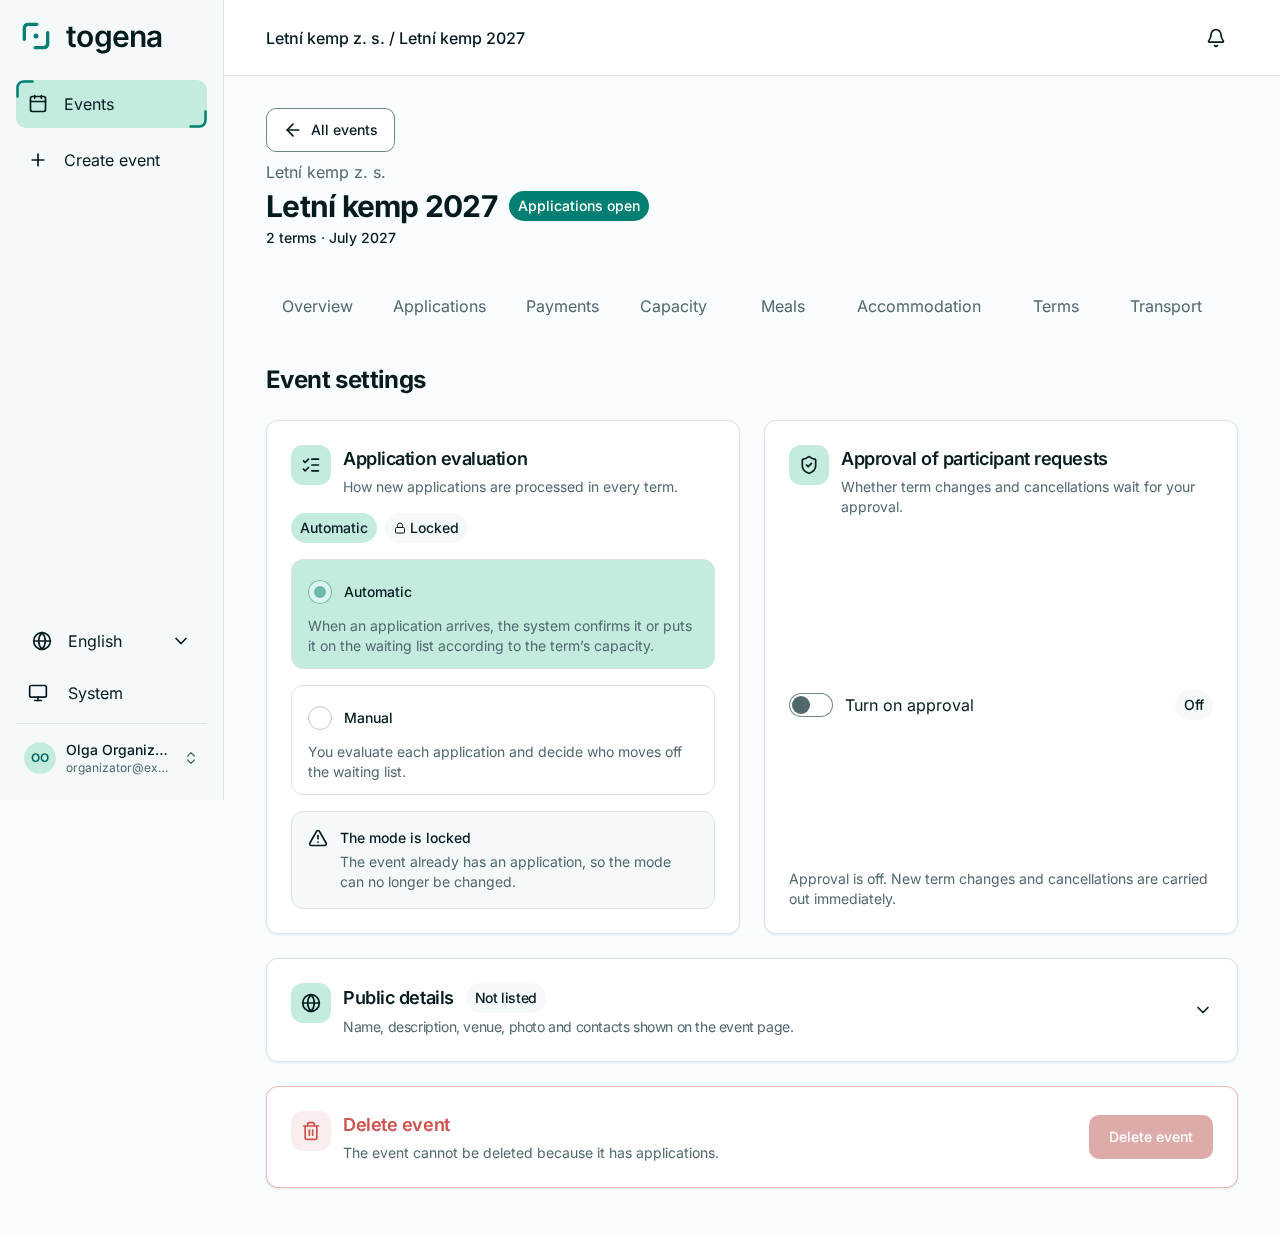 togena
Events
Create event
English
System
OO
Olga Organiz...
organizator@ex...
Letní kemp z. s. / Letní kemp 2027
All events
Letní kemp z. s.
Letní kemp 2027
Applications open
2 terms · July 2027
Overview
Applications
Payments
Capacity
Meals
Accommodation
Terms
Transport
Event settings
Application evaluation
How new applications are processed in every term.
Automatic
Locked
Automatic
When an application arrives, the system confirms it or puts
it on the waiting list according to the term’s capacity.
Manual
You evaluate each application and decide who moves off
the waiting list.
The mode is locked
The event already has an application, so the mode
can no longer be changed.
Approval of participant requests
Whether term changes and cancellations wait for your
approval.
Turn on approval
Off
Approval is off. New term changes and cancellations are carried
out immediately.
Public details
Not listed
Name, description, venue, photo and contacts shown on the event page.
Delete event
The event cannot be deleted because it has applications.
Delete event